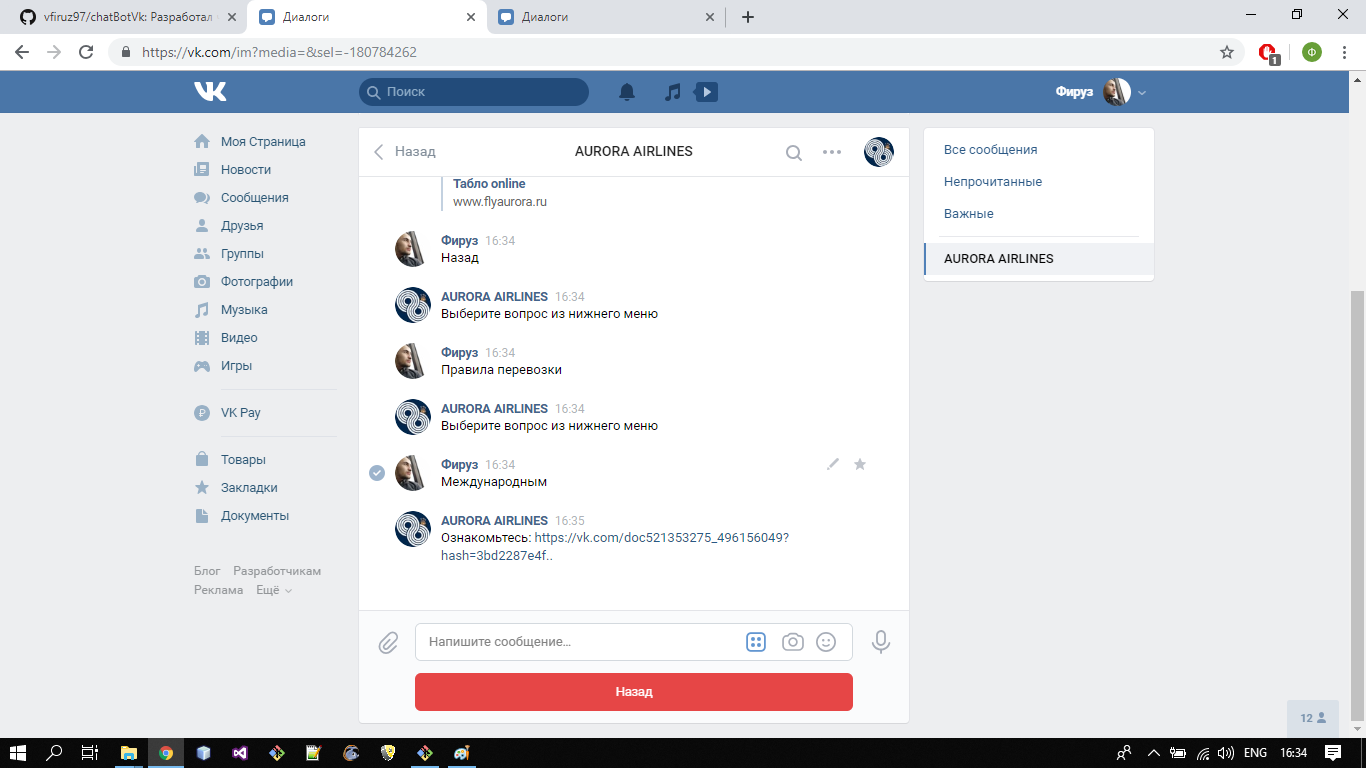 vfiruz97/chatBotVk: Разработал
Диалоги
Диалоги
https://vk.com/im?media=&sel=-180784262
1
Ф
Поиск
Фируз
Моя Страница
Новости
Сообщения
Друзья
Группы
Фотографии
Музыка
Видео
Игры
VK Pay
Товары
Закладки
Документы
Блог Разработчикам
Реклама Ещё
Назад
AURORA AIRLINES
Табло online
www.flyaurora.ru
Фируз 16:34
Назад
AURORA AIRLINES 16:34
Выберите вопрос из нижнего меню
Фируз 16:34
Правила перевозки
AURORA AIRLINES 16:34
Выберите вопрос из нижнего меню
Фируз 16:34
Международным
AURORA AIRLINES 16:35
Ознакомьтесь: https://vk.com/doc521353275_496156049?
hash=3bd2287e4f..
Напишите сообщение...
Назад
Все сообщения
Непрочитанные
Важные
AURORA AIRLINES
12
ENG 16:34